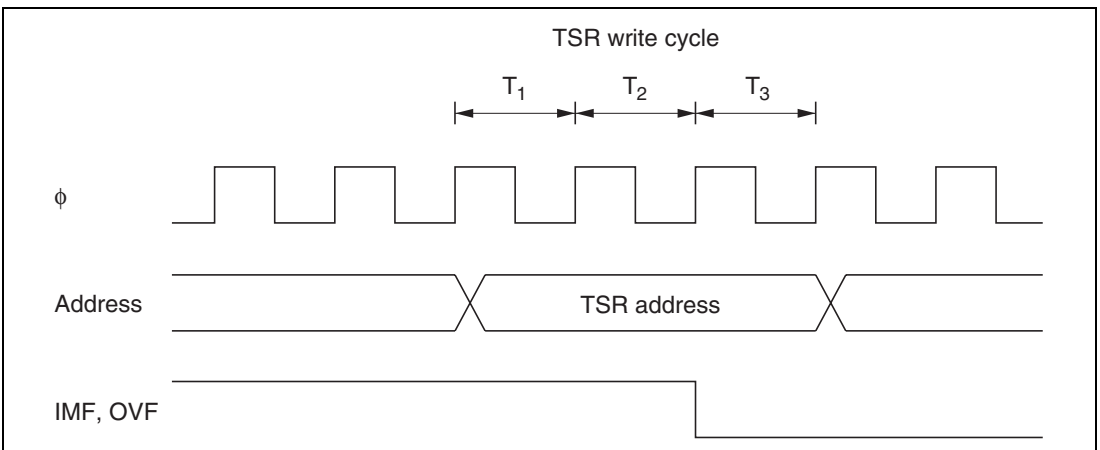 TSR write cycle
T1 T2 T3
ϕ
Address
TSR address
IMF, OVF